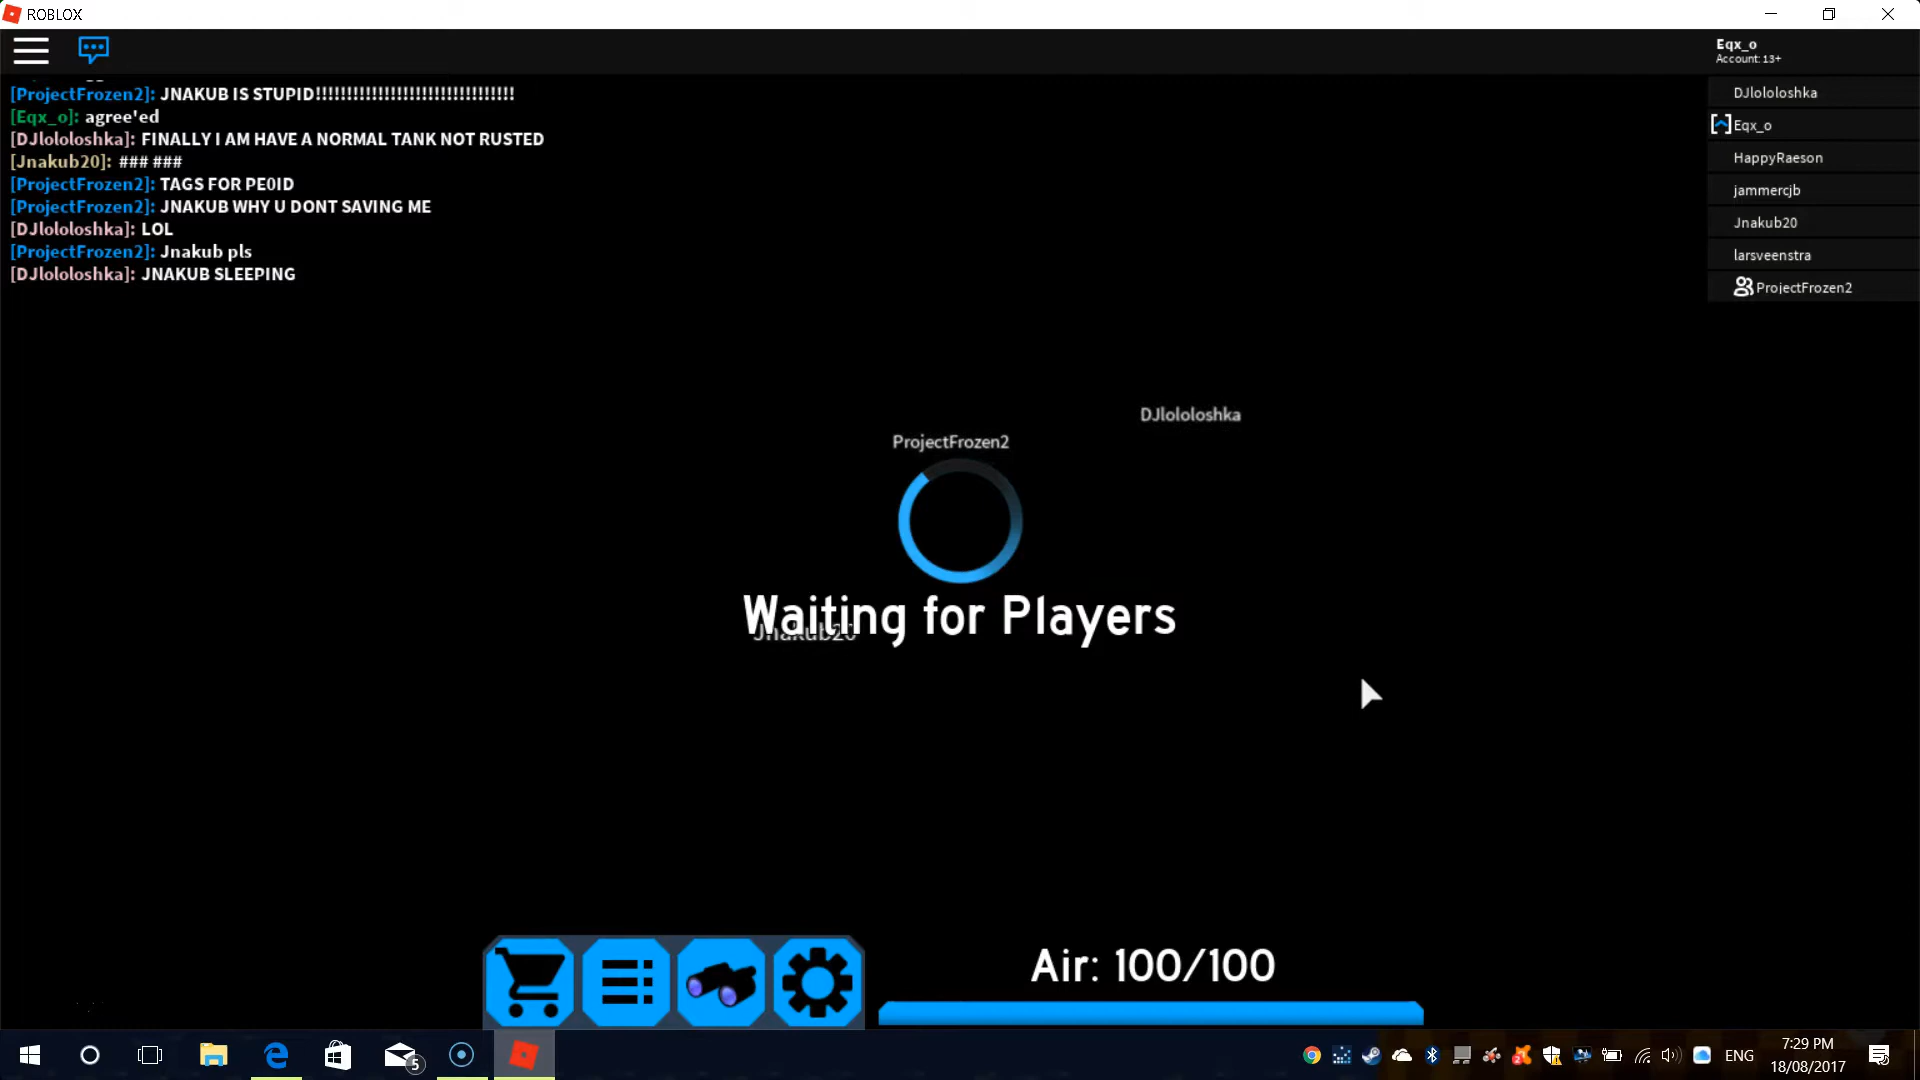 ROBLOX
Eqx_o
Account: 13+
[ProjectFrozen2]: JNAKUB IS STUPID!!!!!!!!!!!!!!!!!!!!!!!!!!!!!!!!
[Eqx_o]: agree'ed
[DJlololoshka]: FINALLY I AM HAVE A NORMAL TANK NOT RUSTED
[Jnakub20]: ### ###
[ProjectFrozen2]: TAGS FOR PE0ID
[ProjectFrozen2]: JNAKUB WHY U DONT SAVING ME
[DJlololoshka]: LOL
[ProjectFrozen2]: Jnakub pls
[DJlololoshka]: JNAKUB SLEEPING
DJlololoshka
Eqx_o
HappyRaeson
jammercjb
Jnakub20
larsveenstra
ProjectFrozen2
DJlololoshka
ProjectFrozen2
Waiting for Players
Jnakub20
Air: 100/100
5
2
ENG
7:29 PM
18/08/2017